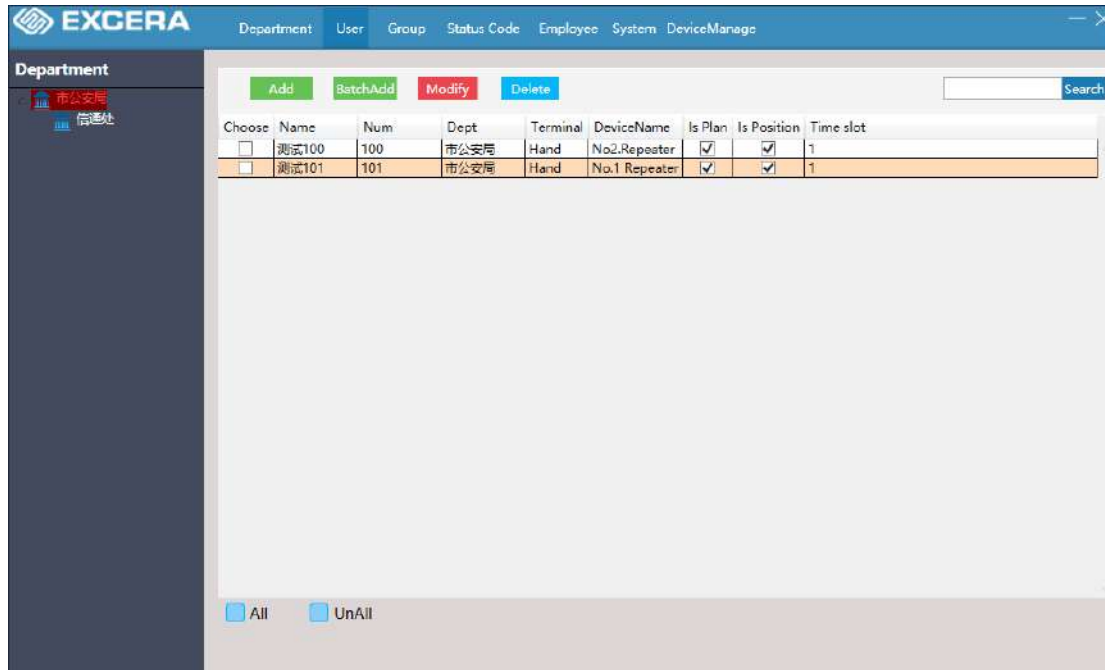 EXCERA
Department User Group Status Code Employee System DeviceManage
Department
市公安局
信通处
Add BatchAdd Modify Delete Search
Choose Name Num Dept Terminal DeviceName Is Plan Is Position Time slot
测试100 100 市公安局 Hand No2.Repeater 1
测试101 101 市公安局 Hand No.1 Repeater 1
All UnAll